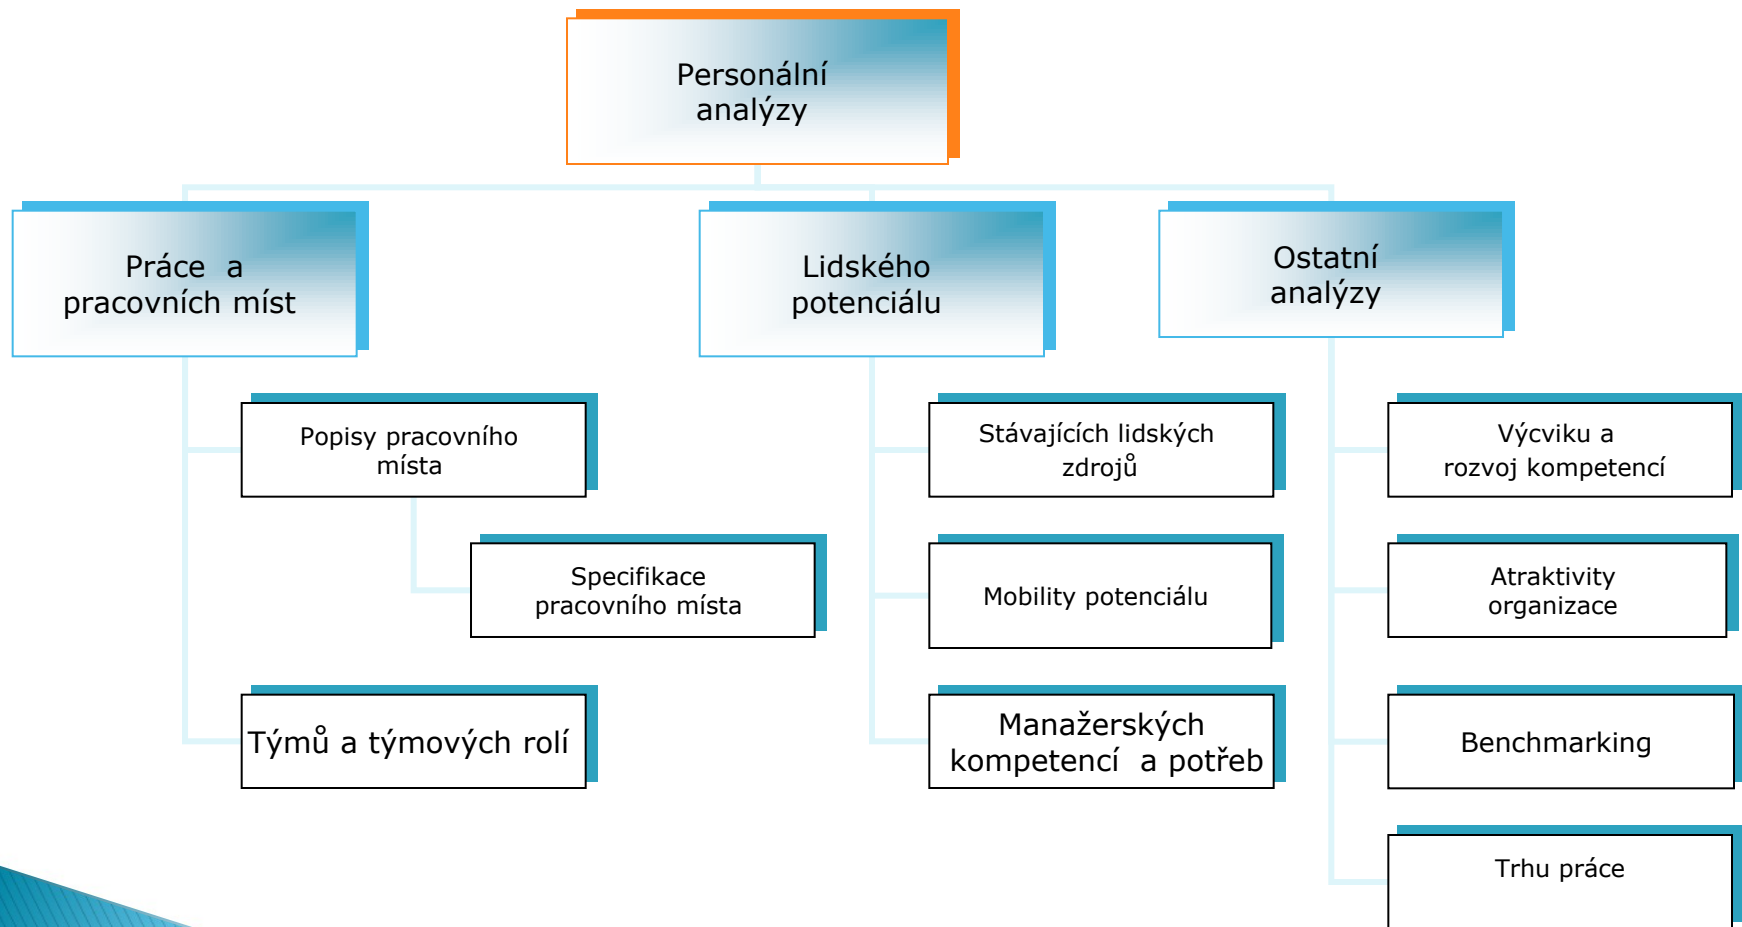 Personální
analýzy
Práce  a
pracovních míst
Lidského
potenciálu
Ostatní
analýzy
Popisy pracovního
místa
Stávajících lidských
zdrojů
Výcviku a
rozvoj kompetencí
Specifikace
pracovního místa
Mobility potenciálu
Atraktivity
organizace
Týmů a týmových rolí
Manažerských
kompetencí  a potřeb
Benchmarking
Trhu práce